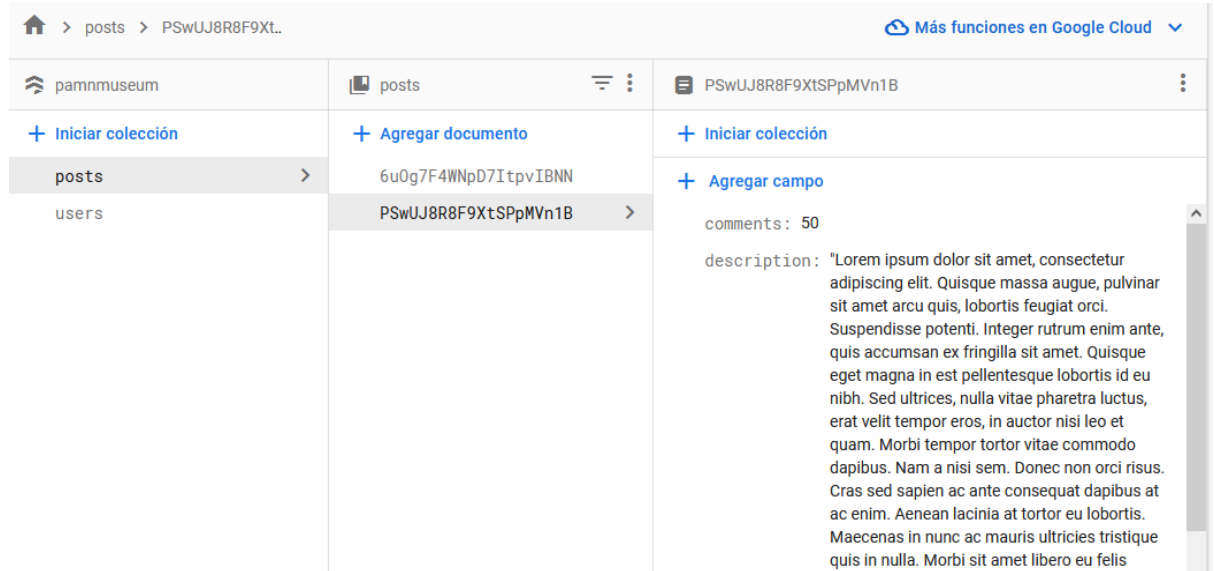 > posts > PSwUJ8R8F9Xt..
Más funciones en Google Cloud
pamnmuseum
posts
PSwUJ8R8F9XtSPpMVn1B
+ Iniciar colección
+ Agregar documento
+ Iniciar colección
posts >
users
6uOg7F4WNpD7ItpvIBNN
PSwUJ8R8F9XtSPpMVn1B >
+ Agregar campo
comments: 50
description: "Lorem ipsum dolor sit amet, consectetur
adipiscing elit. Quisque massa augue, pulvinar
sit amet arcu quis, lobortis feugiat orci.
Suspendisse potenti. Integer rutrum enim ante,
quis accumsan ex fringilla sit amet. Quisque
eget magna in est pellentesque lobortis id eu
nibh. Sed ultrices, nulla vitae pharetra luctus,
erat velit tempor eros, in auctor nisi leo et
quam. Morbi tempor tortor vitae commodo
dapibus. Nam a nisi sem. Donec non orci risus.
Cras sed sapien ac ante consequat dapibus at
ac enim. Aenean lacinia at tortor eu lobortis.
Maecenas in nunc ac mauris ultricies tristique
quis in nulla. Morbi sit amet libero eu felis